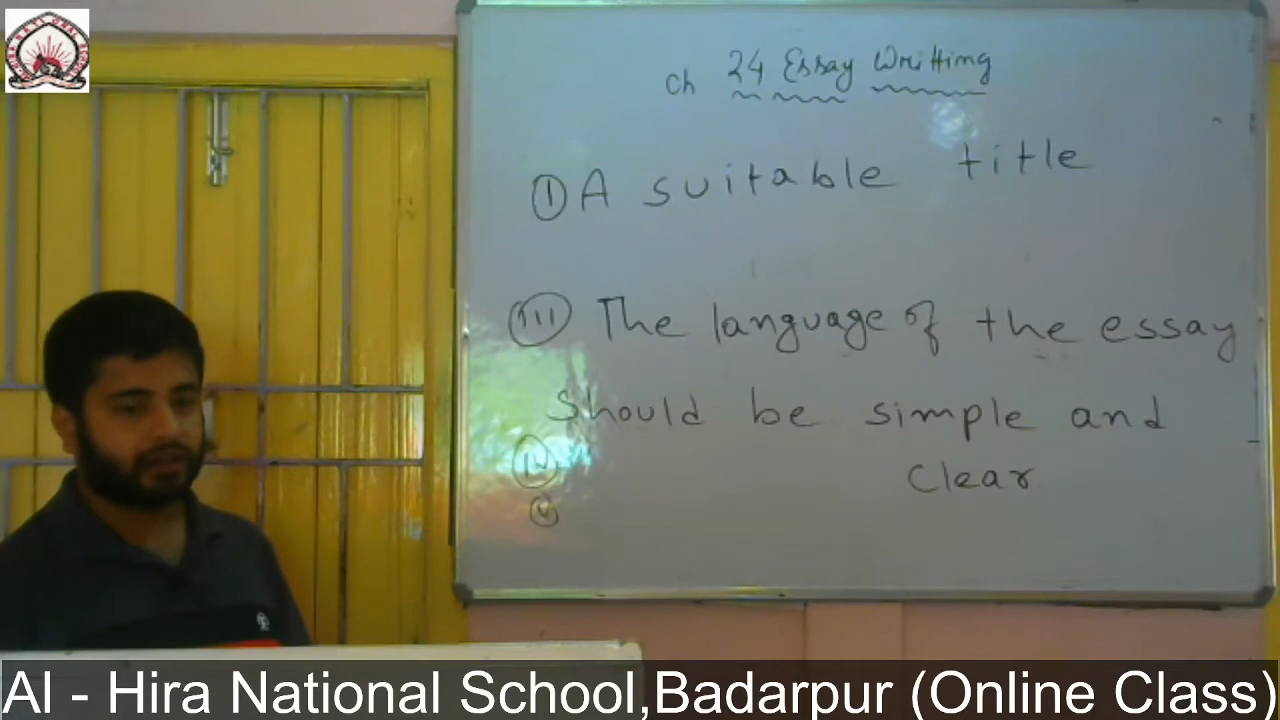 ch 24 Essay Writting
I A suitable title
III The language of the essay
should be simple and
Clear
IV
V
Al - Hira National School,Badarpur (Online Class)